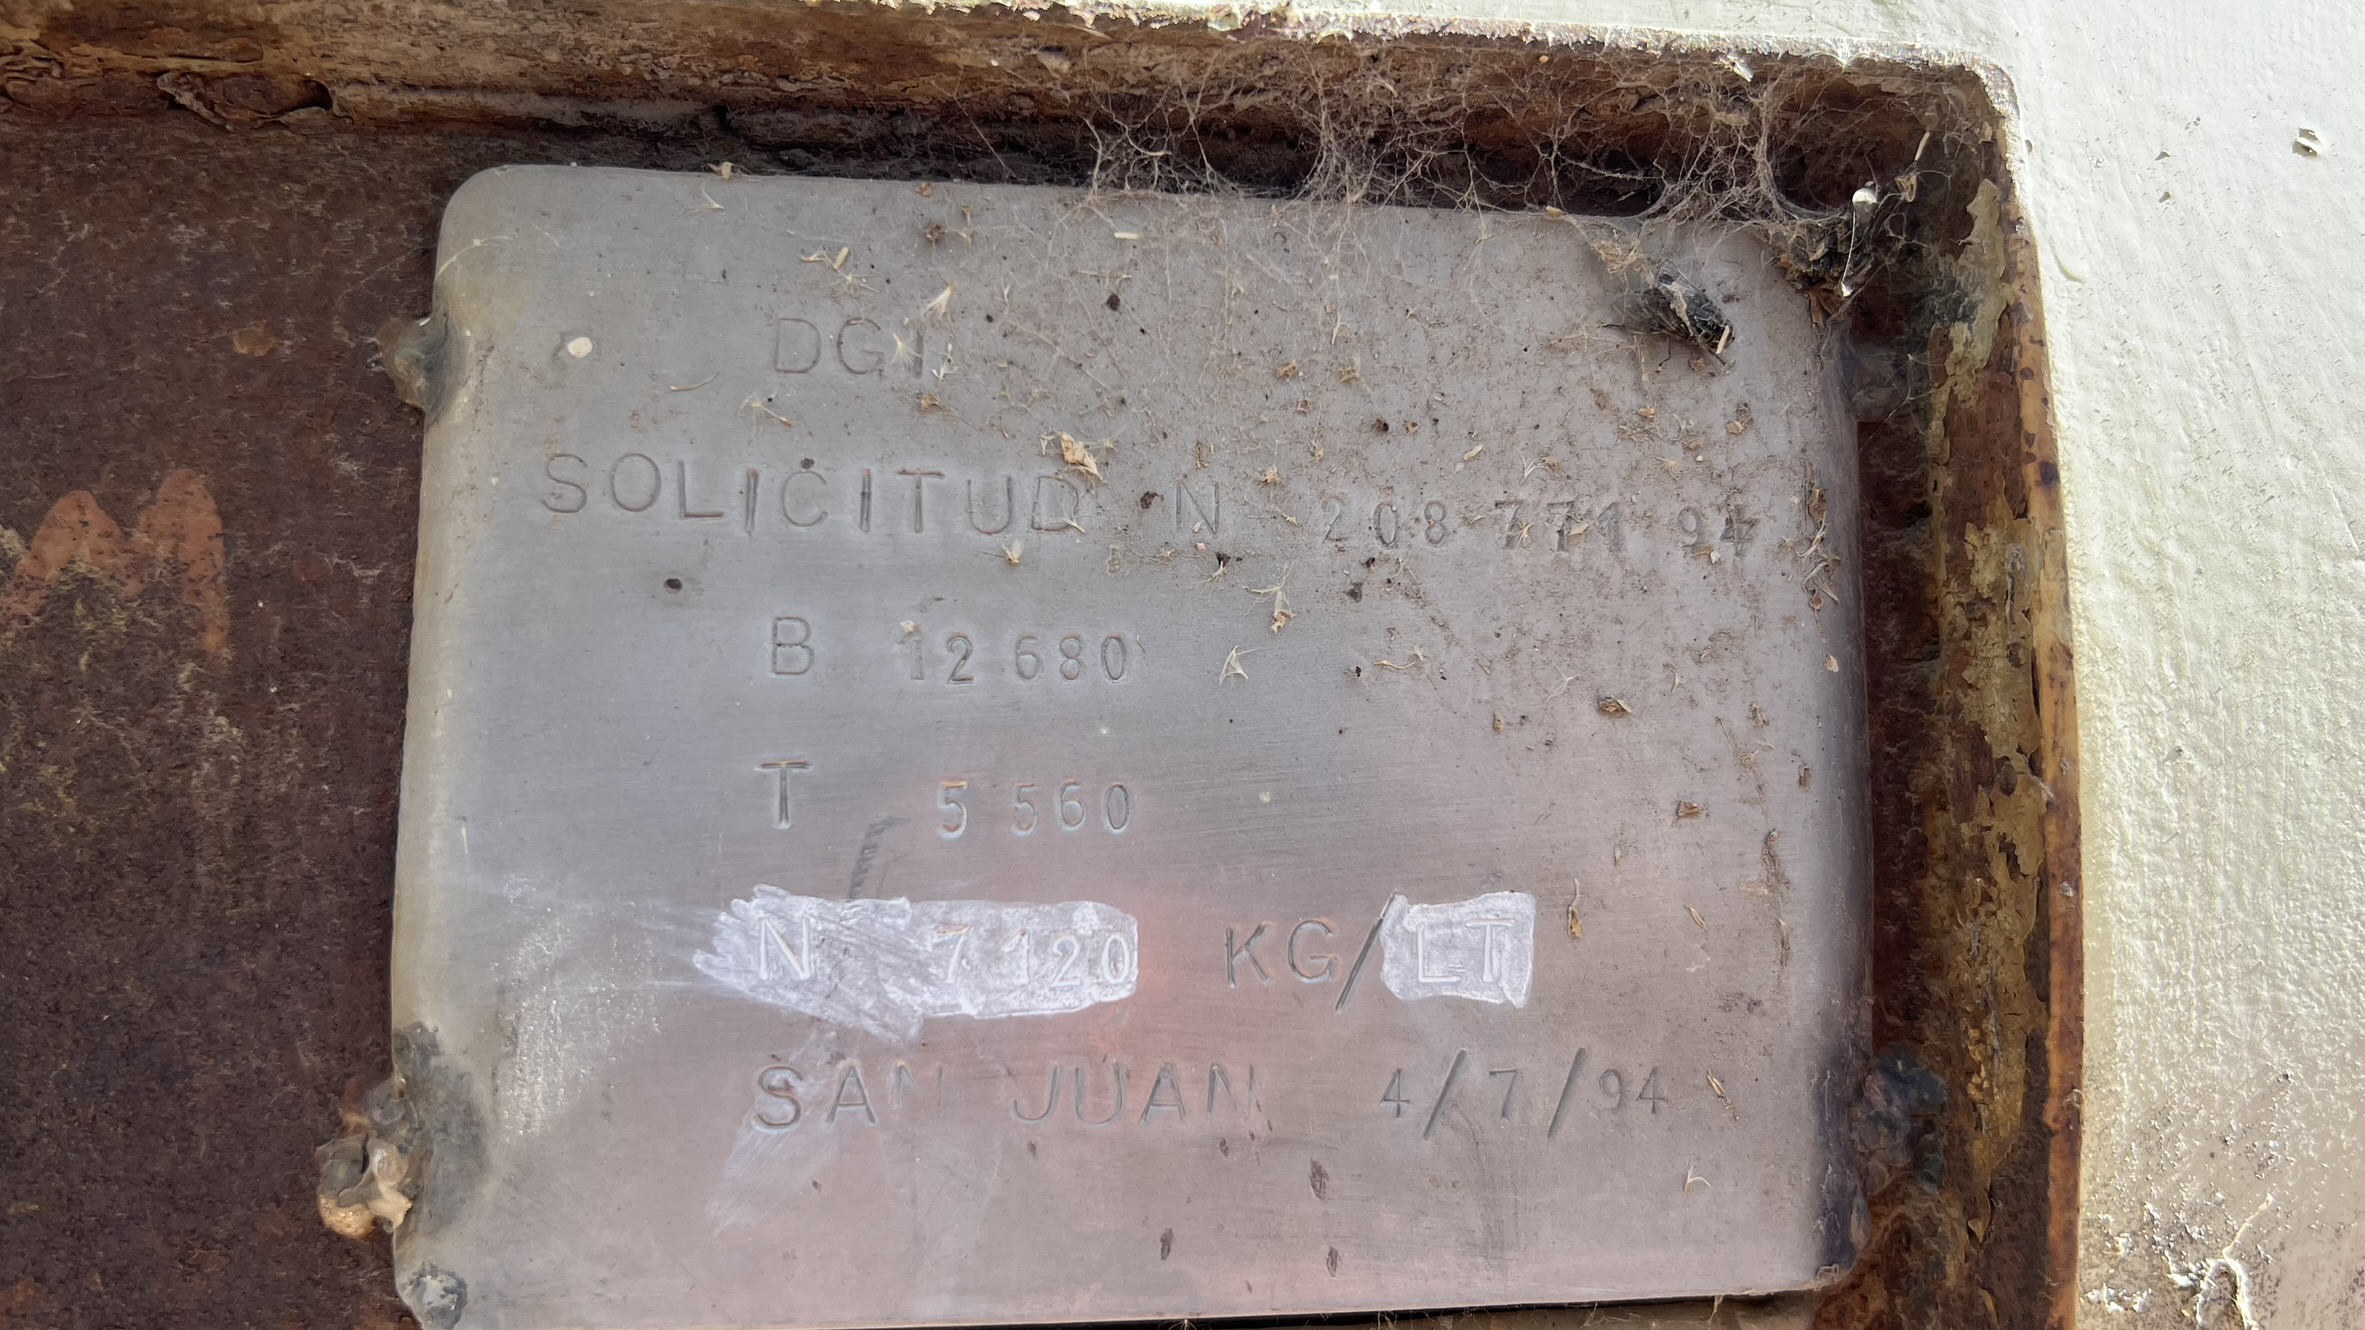 DGI
SOLICITUD N 208 771 94
B 12 680
T 5 560
N 7 120 KG/LT
SAN JUAN 4/7/94